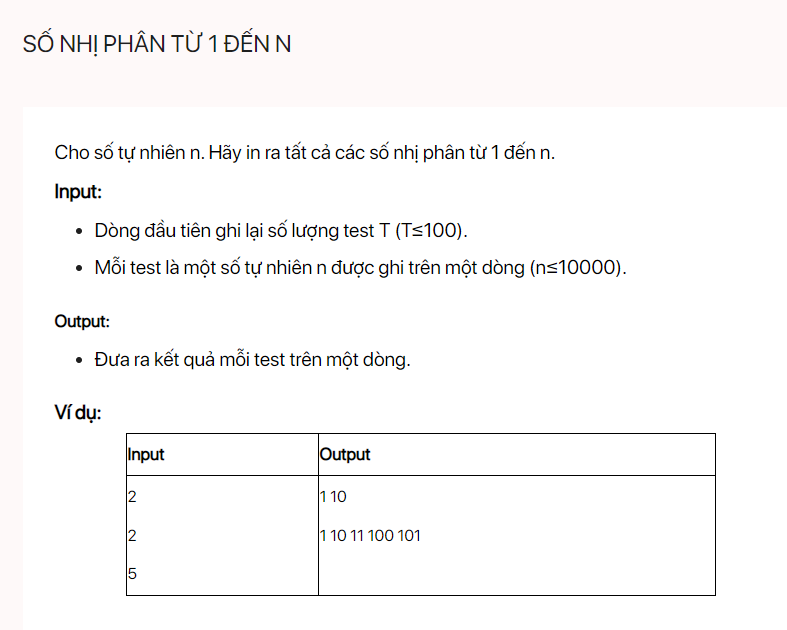 SỐ NHỊ PHÂN TỪ 1 ĐẾN N
Cho số tự nhiên n. Hãy in ra tất cả các số nhị phân từ 1 đến n.
Input:
Dòng đầu tiên ghi lại số lượng test T (T≤100).
Mỗi test là một số tự nhiên n được ghi trên một dòng (n≤10000).
Output:
Đưa ra kết quả mỗi test trên một dòng.
Ví dụ:
Input Output
2 1 10
2 1 10 11 100 101
5